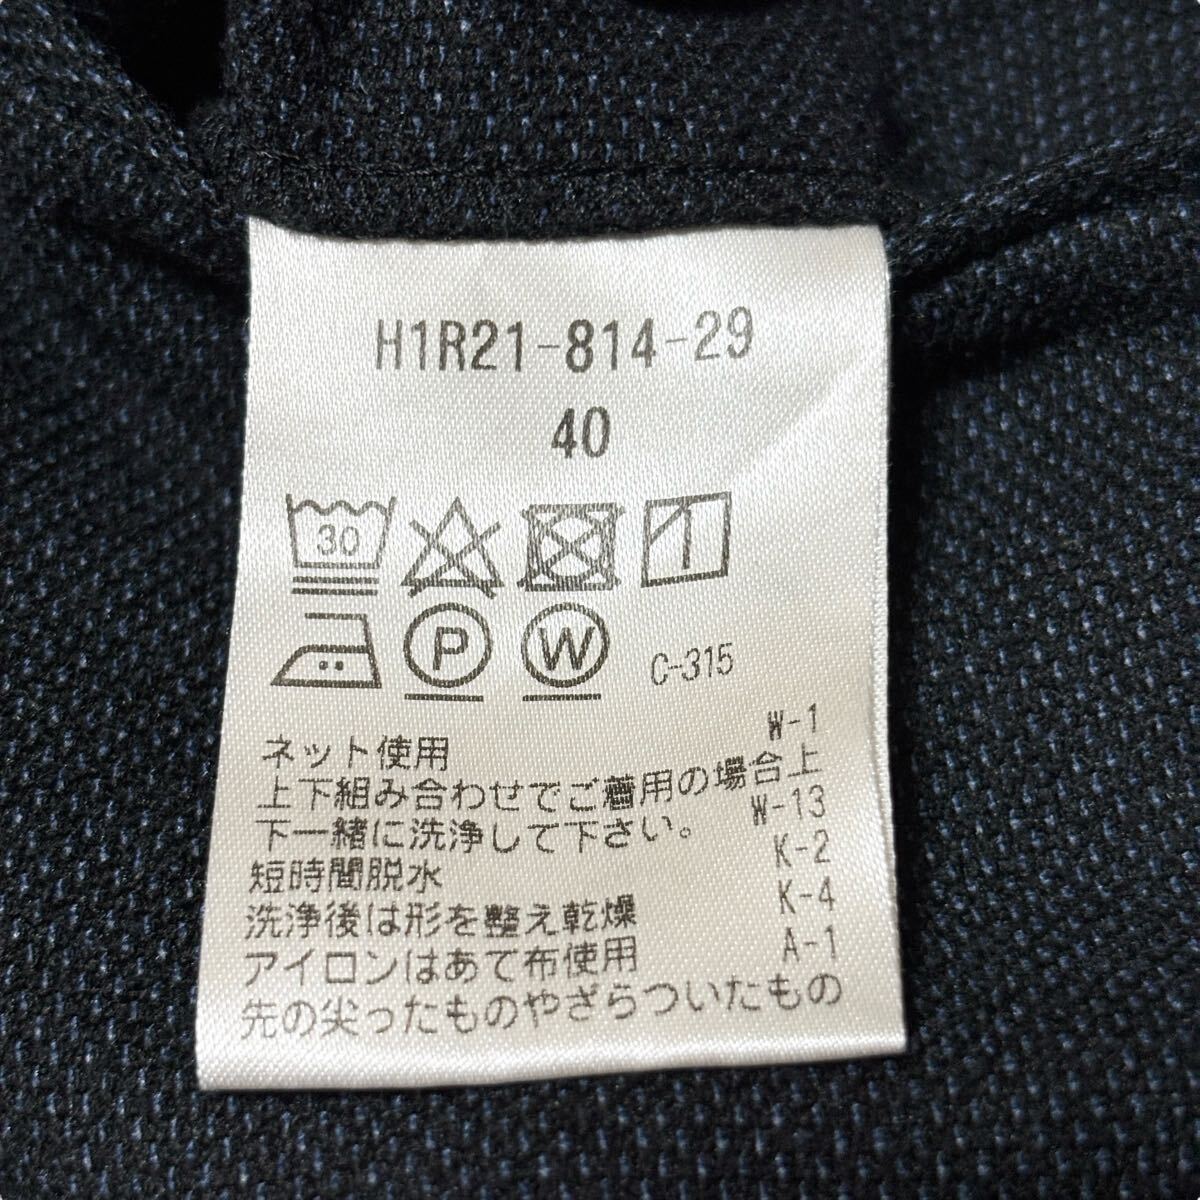 H1R21-814-29
40
30
P W C-315
ネット使用 W-1
上下組み合わせでご着用の場合上
下一緒に洗浄して下さい。 W-13
短時間脱水 K-2
洗浄後は形を整え乾燥 K-4
アイロンはあて布使用 A-1
先の尖ったものやざらついたもの